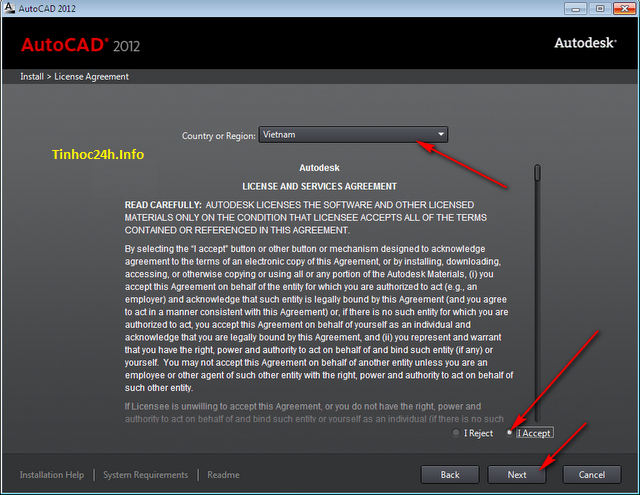 AutoCAD 2012
AutoCAD® 2012
Autodesk®
Install > License Agreement
Country or Region: Vietnam
Tinhoc24h.Info
Autodesk
LICENSE AND SERVICES AGREEMENT
READ CAREFULLY: AUTODESK LICENSES THE SOFTWARE AND OTHER LICENSED
MATERIALS ONLY ON THE CONDITION THAT LICENSEE ACCEPTS ALL OF THE TERMS
CONTAINED OR REFERENCED IN THIS AGREEMENT.
By selecting the "I accept" button or other button or mechanism designed to acknowledge
agreement to the terms of an electronic copy of this Agreement, or by installing, downloading,
accessing, or otherwise copying or using all or any portion of the Autodesk Materials, (i) you
accept this Agreement on behalf of the entity for which you are authorized to act (e.g., an
employer) and acknowledge that such entity is legally bound by this Agreement (and you agree
to act in a manner consistent with this Agreement) or, if there is no such entity for which you are
authorized to act, you accept this Agreement on behalf of yourself as an individual and
acknowledge that you are legally bound by this Agreement, and (ii) you represent and warrant
that you have the right, power and authority to act on behalf of and bind such entity (if any) or
yourself. You may not accept this Agreement on behalf of another entity unless you are an
employee or other agent of such other entity with the right, power and authority to act on behalf of
such other entity.
If Licensee is unwilling to accept this Agreement, or you do not have the right, power and
authority to act on behalf of and bind such entity or yourself as an individual (if there is no such
I Reject I Accept
Installation Help | System Requirements | Readme Back Next Cancel